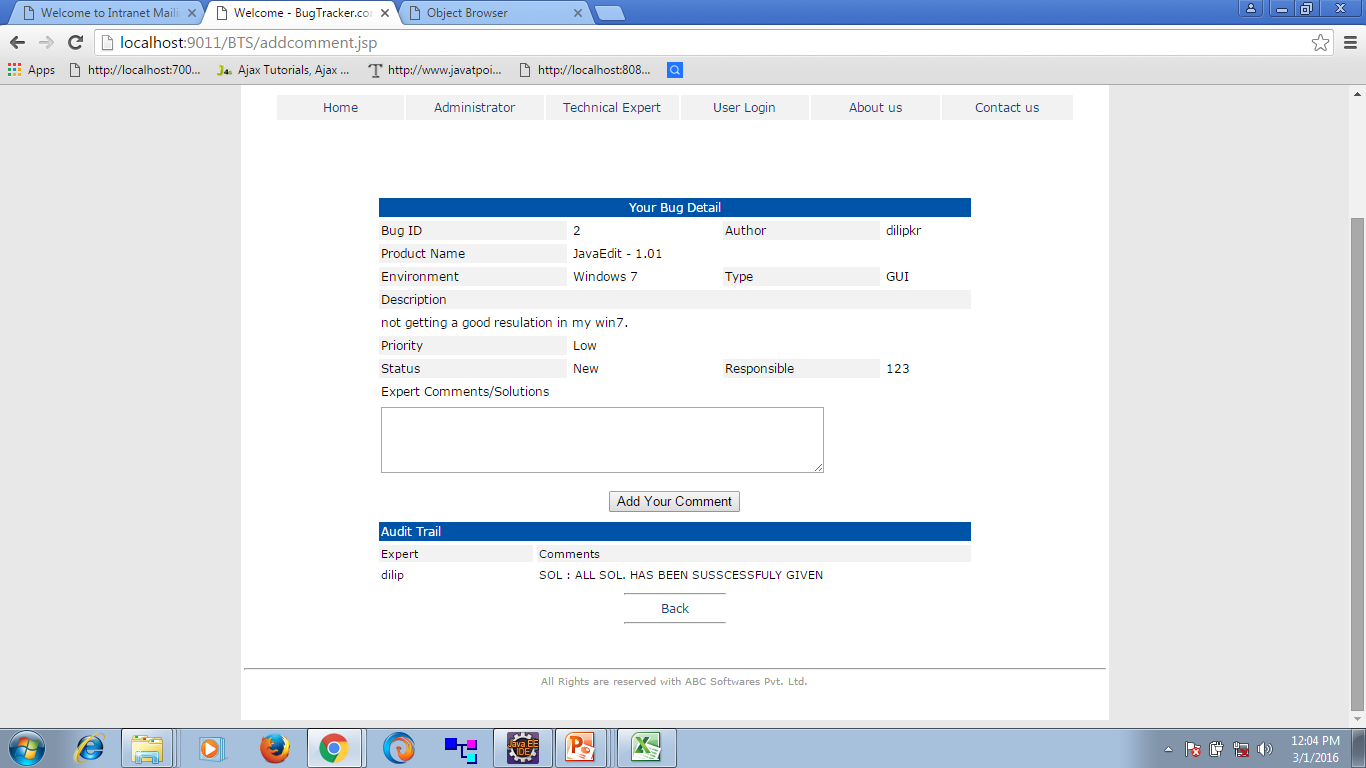 Welcome to Intranet Maili
Welcome - BugTracker.co
Object Browser
localhost:9011/BTS/addcomment.jsp
Apps http://localhost:700... Ajax Tutorials, Ajax ... http://www.javatpoi... http://localhost:808...
Home Administrator Technical Expert User Login About us Contact us
Your Bug Detail
Bug ID 2 Author dilipkr
Product Name JavaEdit - 1.01
Environment Windows 7 Type GUI
Description
not getting a good resulation in my win7.
Priority Low
Status New Responsible 123
Expert Comments/Solutions
Add Your Comment
Audit Trail
Expert Comments
dilip SOL : ALL SOL. HAS BEEN SUSSCESSFULY GIVEN
Back
All Rights are reserved with ABC Softwares Pvt. Ltd.
Java EE
IDE
12:04 PM
3/1/2016